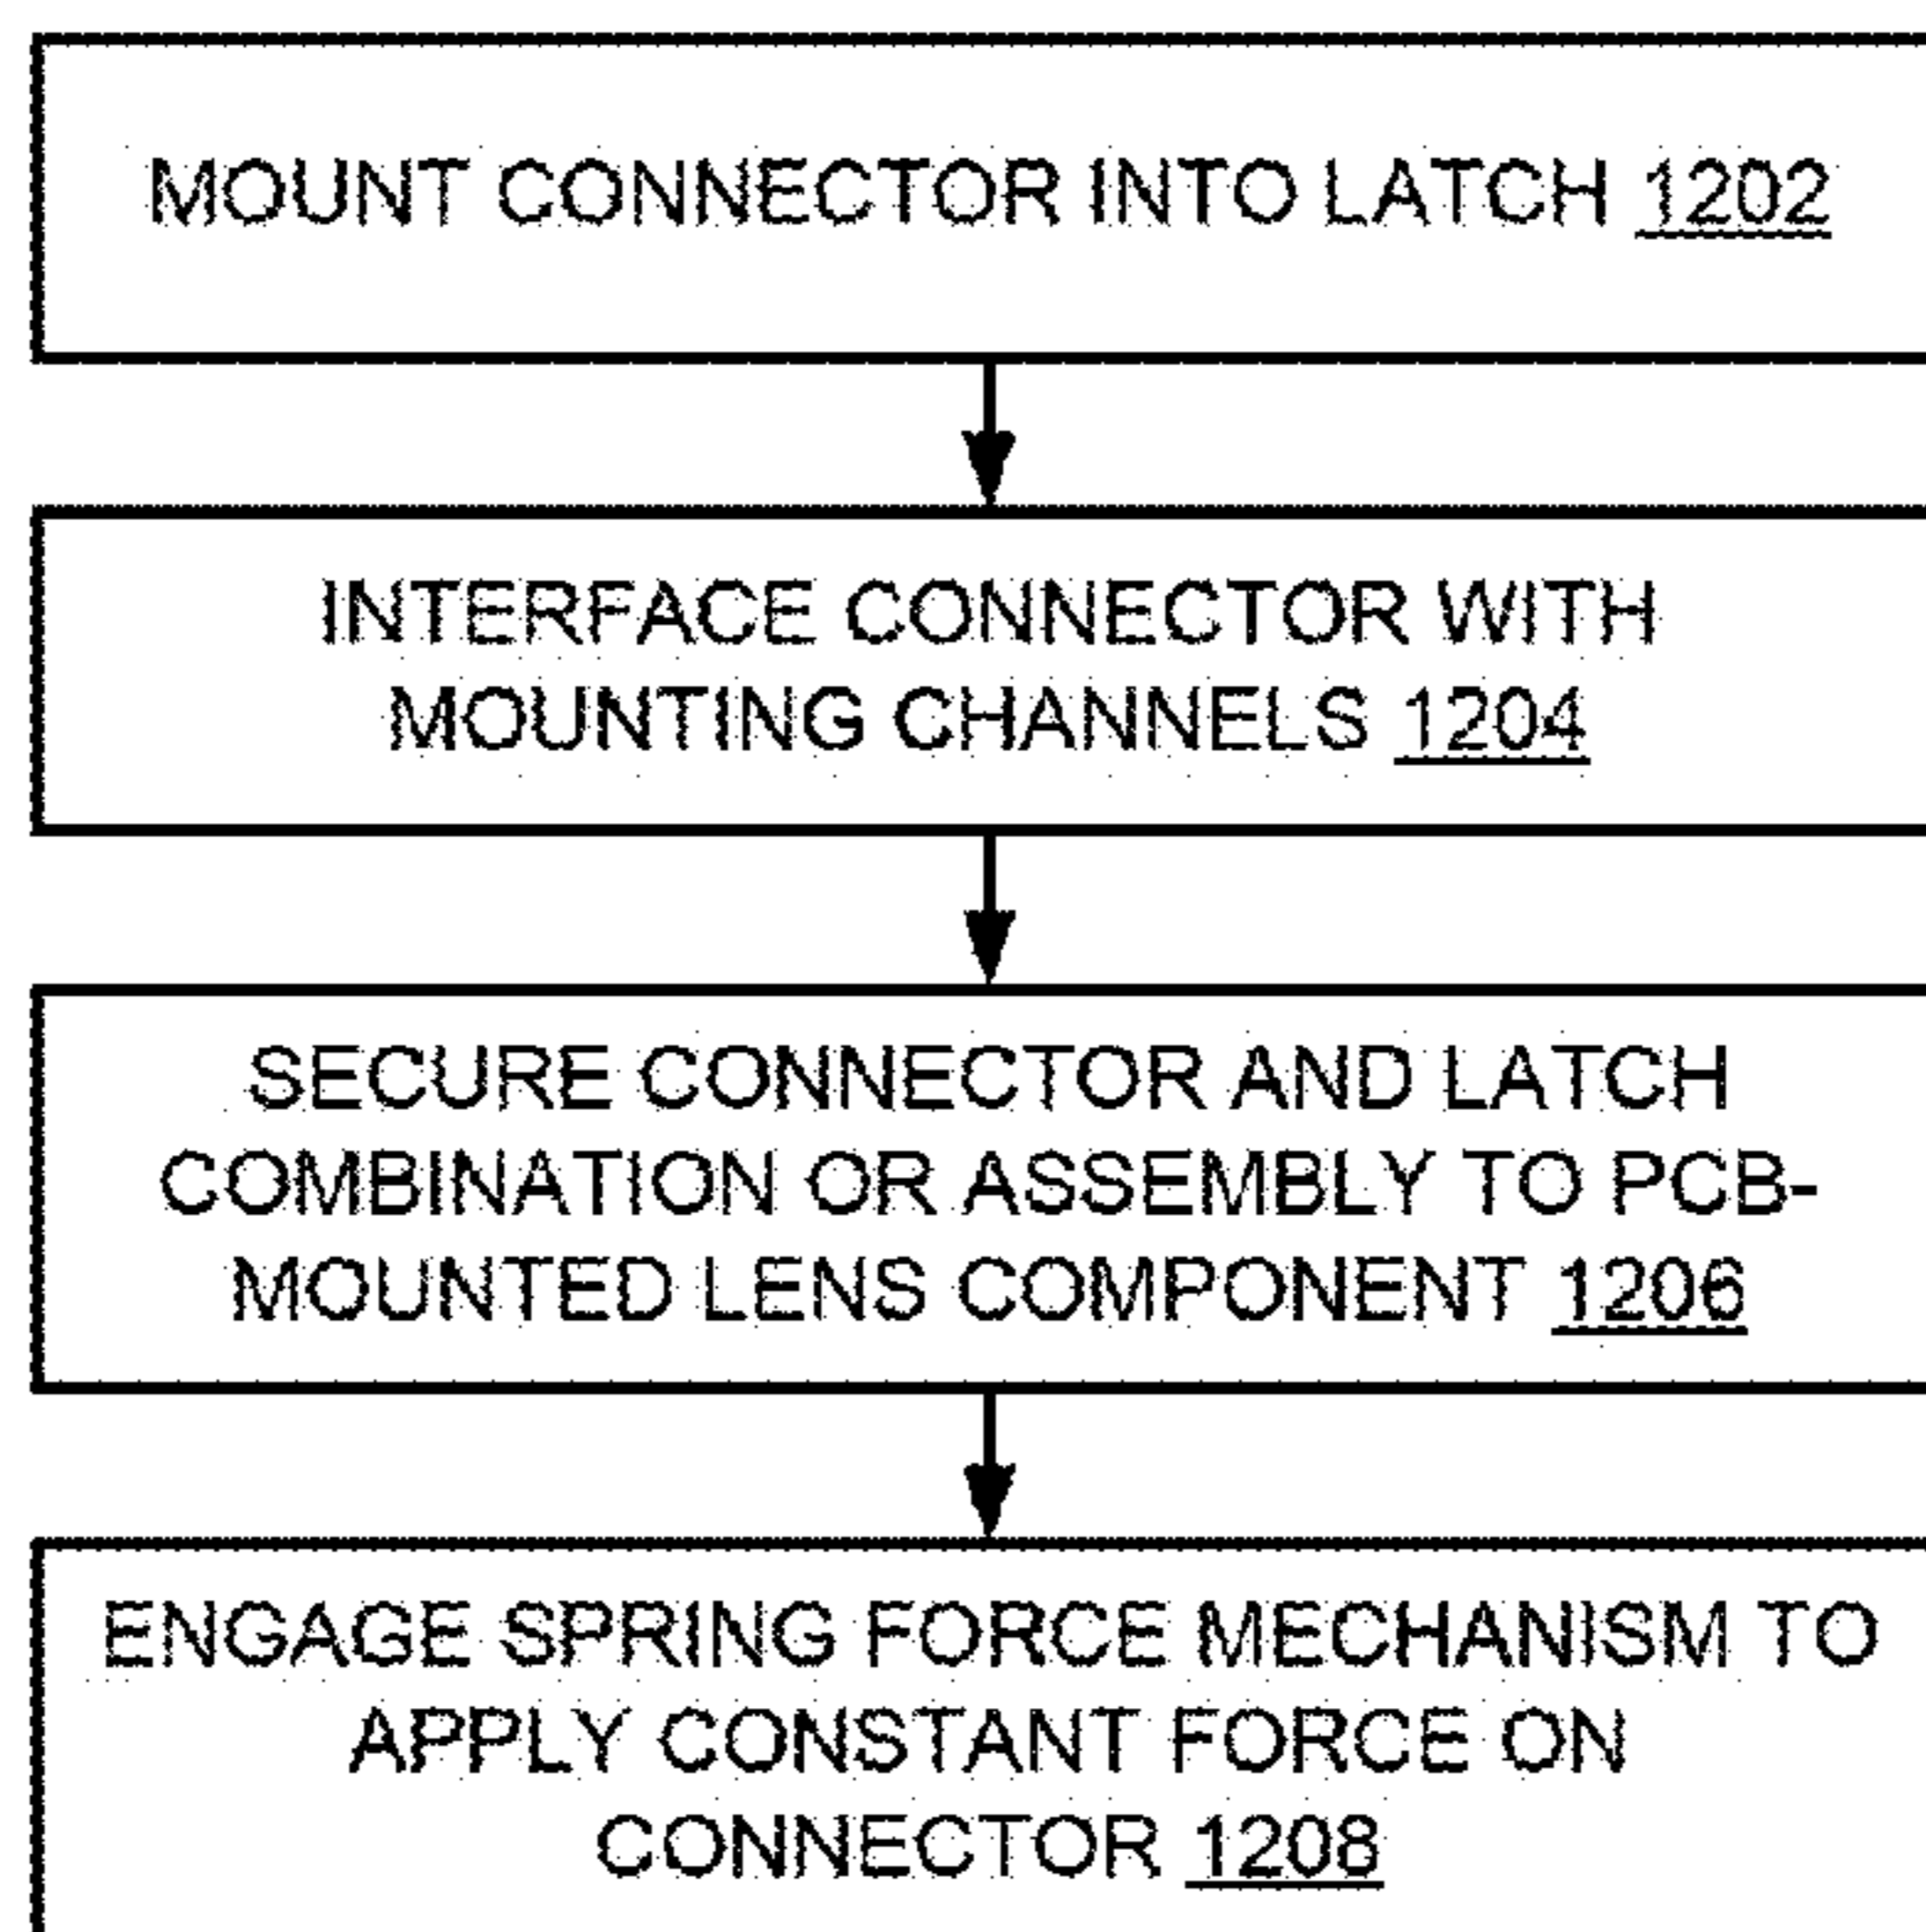 MOUNT CONNECTOR INTO LATCH 1202
INTERFACE CONNECTOR WITH
MOUNTING CHANNELS 1204
SECURE CONNECTOR AND LATCH
COMBINATION OR ASSEMBLY TO PCB-
MOUNTED LENS COMPONENT 1206
ENGAGE SPRING FORCE MECHANISM TO
APPLY CONSTANT FORCE ON
CONNECTOR 1208